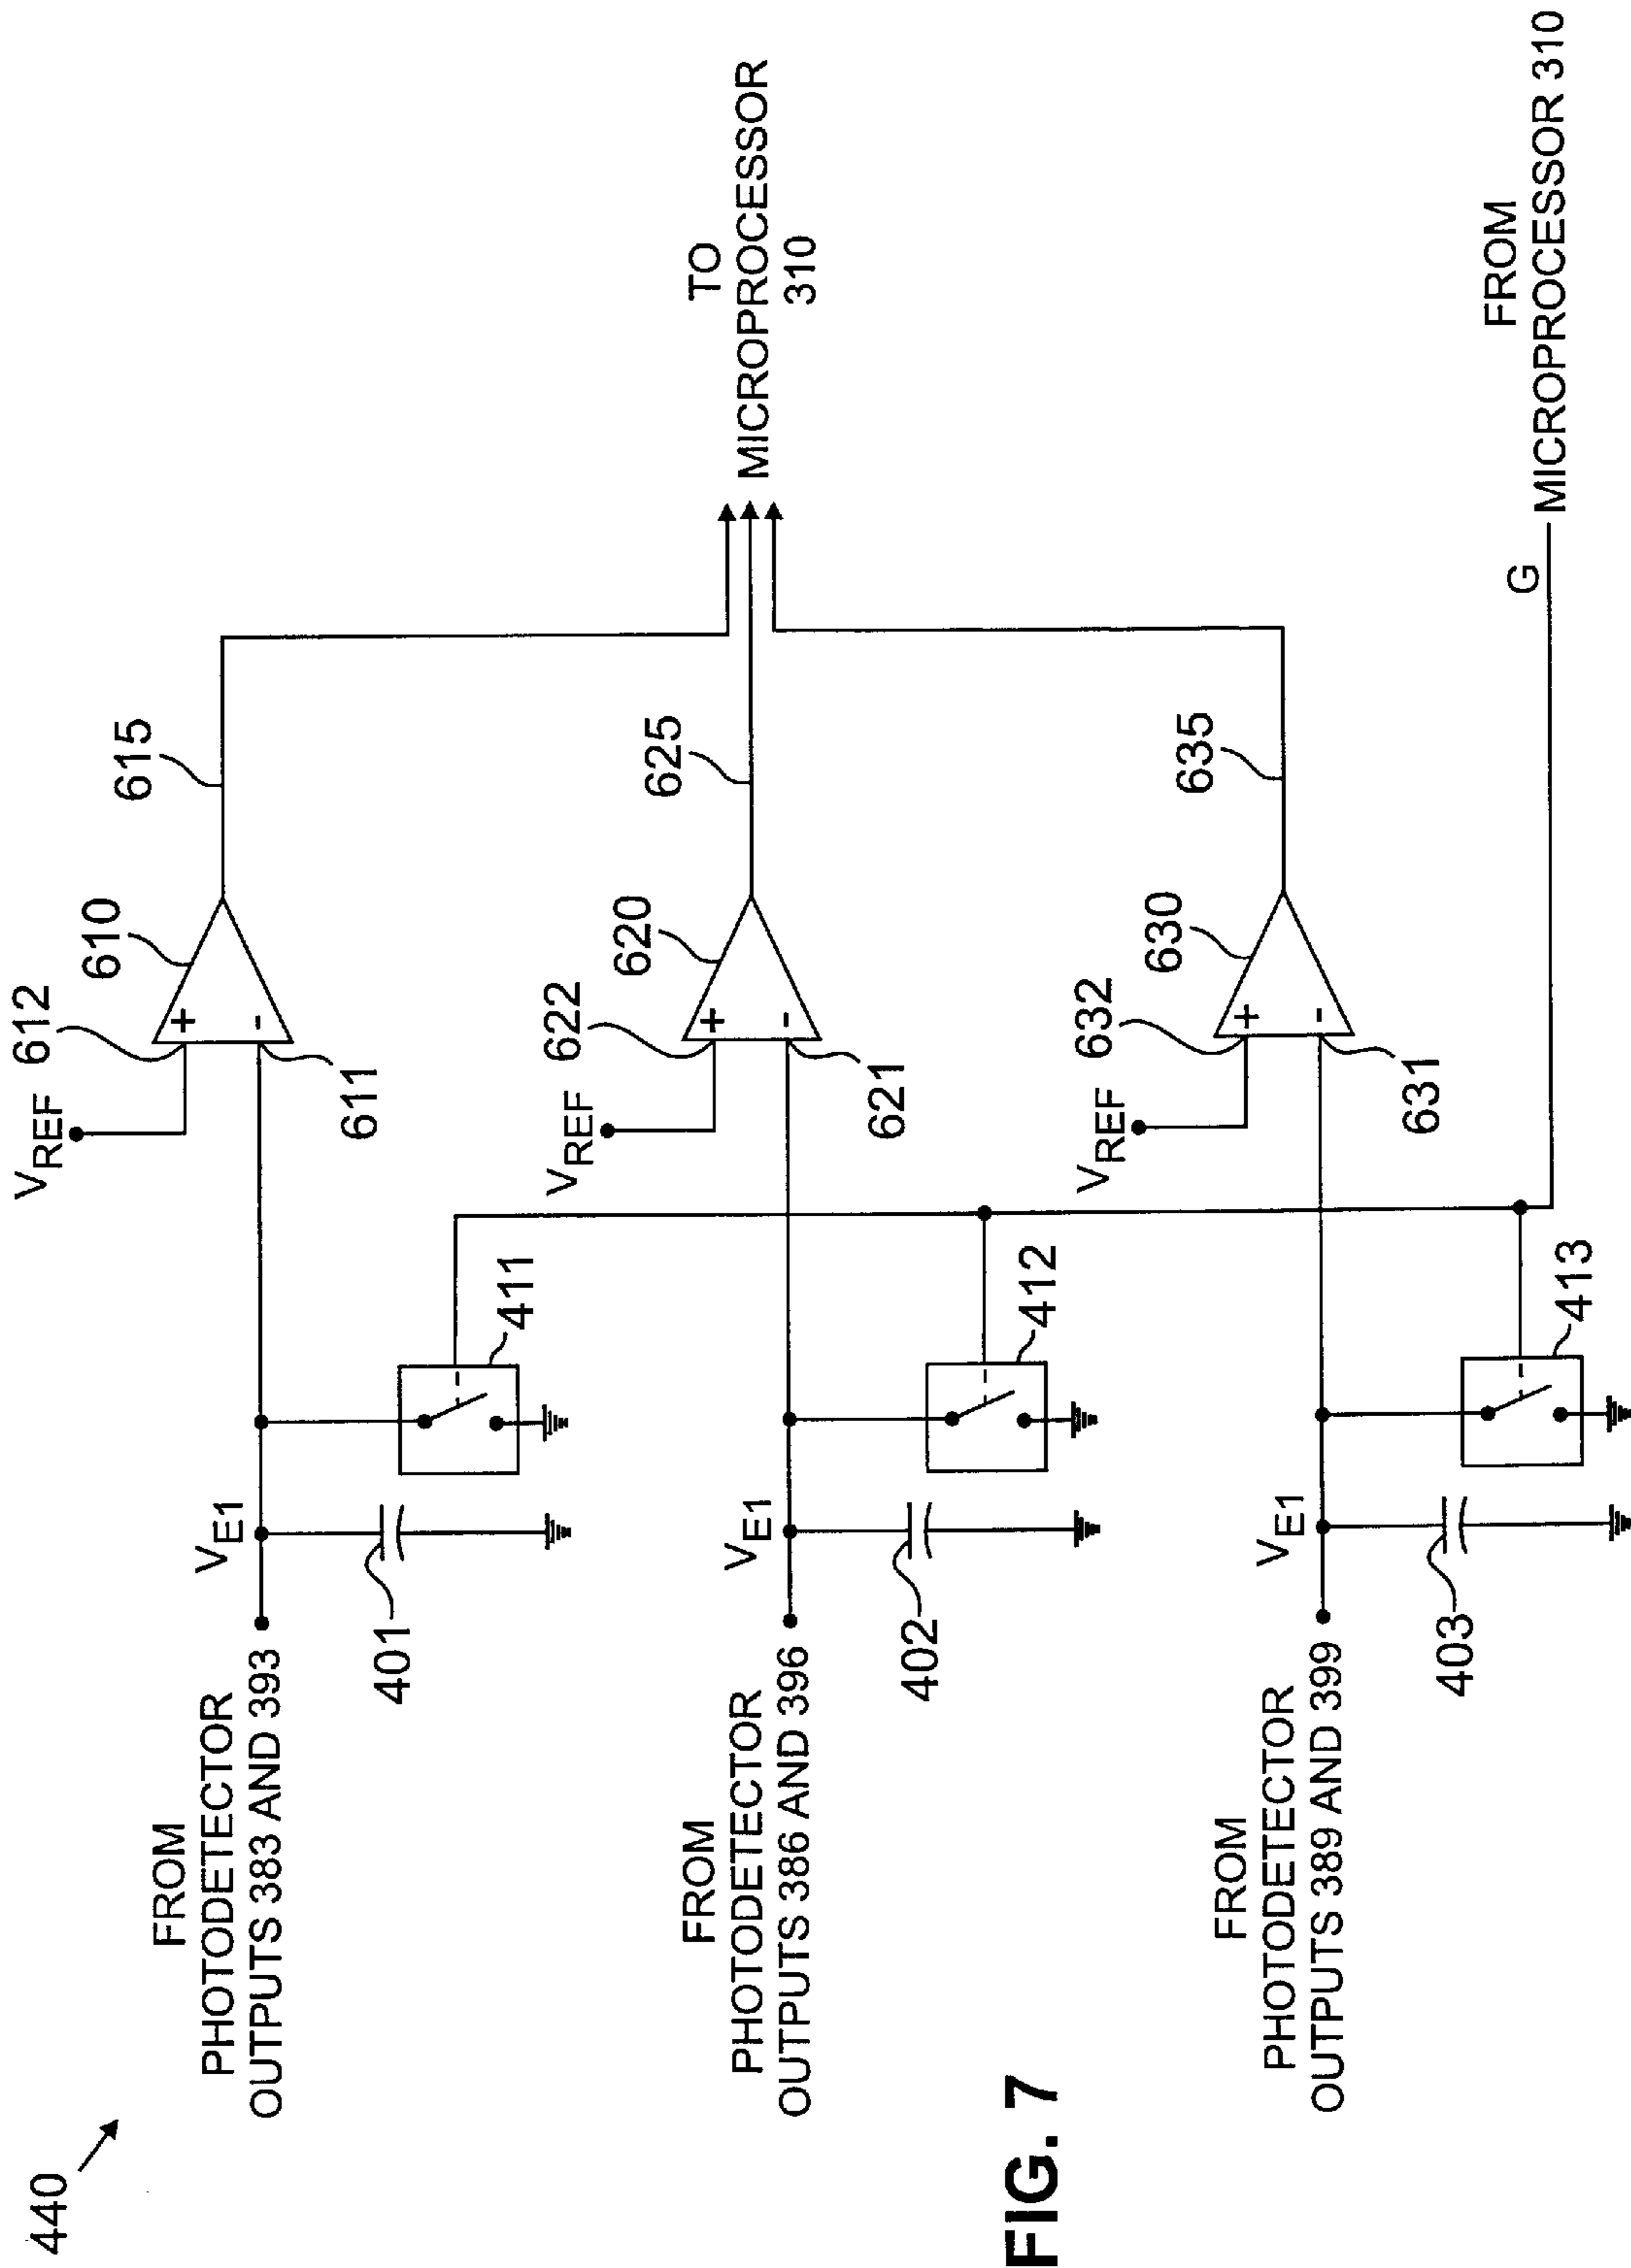 440
FROM
PHOTODETECTOR
OUTPUTS 383 AND 393
VE1
401
411
VREF
612
611
610
+
-
615
FROM
PHOTODETECTOR
OUTPUTS 386 AND 396
VE1
402
412
VREF
622
621
620
+
-
625
TO
MICROPROCESSOR
310
FROM
PHOTODETECTOR
OUTPUTS 389 AND 399
VE1
403
413
VREF
632
631
630
+
-
635
G
FROM
MICROPROCESSOR 310
FIG. 7